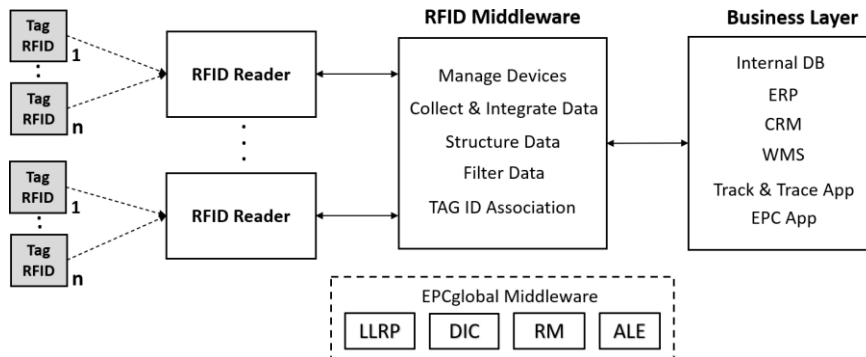 RFID Middleware
Business Layer
Tag
RFID
1
Tag
RFID
n
RFID Reader
Tag
RFID
1
Tag
RFID
n
RFID Reader
Manage Devices
Collect & Integrate Data
Structure Data
Filter Data
TAG ID Association
Internal DB
ERP
CRM
WMS
Track & Trace App
EPC App
EPCglobal Middleware
LLRP
DIC
RM
ALE